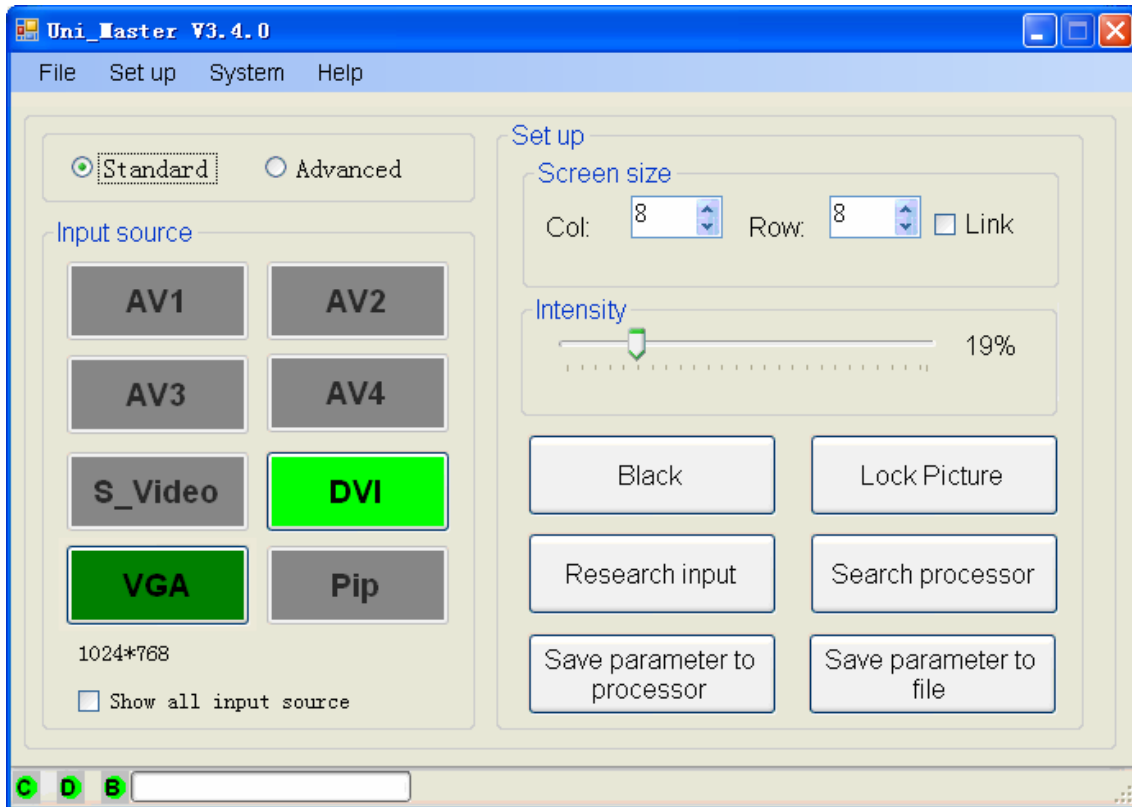 Uni_Master V3.4.0
File Set up System Help
Standard Advanced
Input source
AV1 AV2
AV3 AV4
S_Video DVI
VGA Pip
1024*768
Show all input source
Set up
Screen size
Col: 8 Row: 8 Link
Intensity
19%
Black Lock Picture
Research input Search processor
Save parameter to
processor
Save parameter to
file
C D B